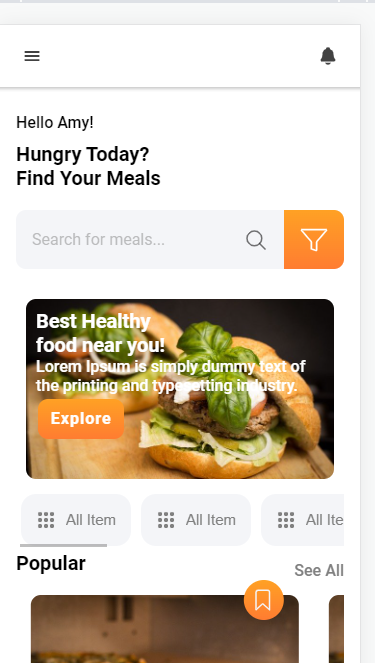 Hello Amy!
Hungry Today?
Find Your Meals
Search for meals...
Best Healthy
food near you!
Lorem Ipsum is simply dummy text of
the printing and typesetting industry.
Explore
All Item
All Item
All Ite
Popular
See All